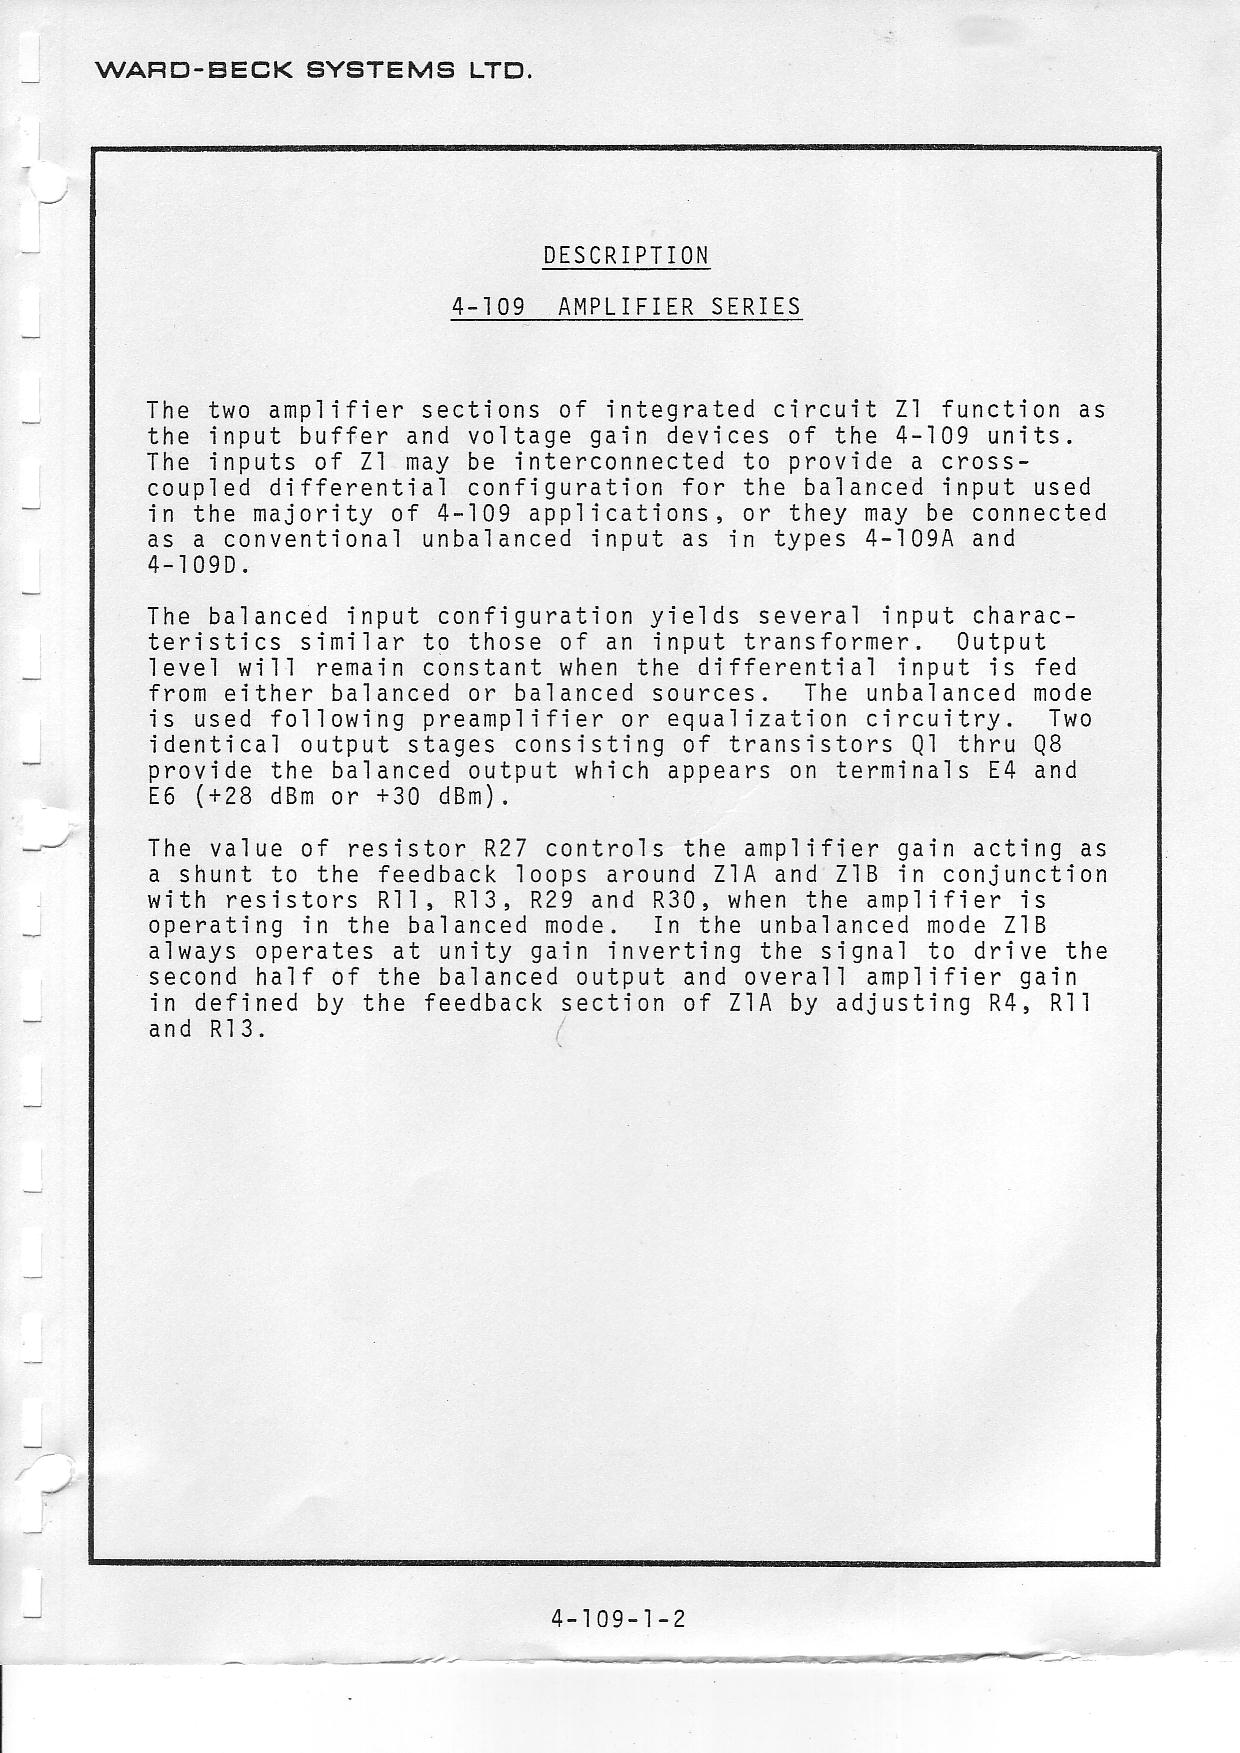 WARD-BECK SYSTEMS LTD.
DESCRIPTION
4-109 AMPLIFIER SERIES
The two amplifier sections of integrated circuit Z1 function as
the input buffer and voltage gain devices of the 4-109 units.
The inputs of Z1 may be interconnected to provide a cross-
coupled differential configuration for the balanced input used
in the majority of 4-109 applications, or they may be connected
as a conventional unbalanced input as in types 4-109A and
4-109D.
The balanced input configuration yields several input charac-
teristics similar to those of an input transformer. Output
level will remain constant when the differential input is fed
from either balanced or balanced sources. The unbalanced mode
is used following preamplifier or equalization circuitry. Two
identical output stages consisting of transistors Q1 thru Q8
provide the balanced output which appears on terminals E4 and
E6 (+28 dBm or +30 dBm).
The value of resistor R27 controls the amplifier gain acting as
a shunt to the feedback loops around Z1A and Z1B in conjunction
with resistors R11, R13, R29 and R30, when the amplifier is
operating in the balanced mode. In the unbalanced mode Z1B
always operates at unity gain inverting the signal to drive the
second half of the balanced output and overall amplifier gain
in defined by the feedback section of Z1A by adjusting R4, R11
and R13.
4-109-1-2